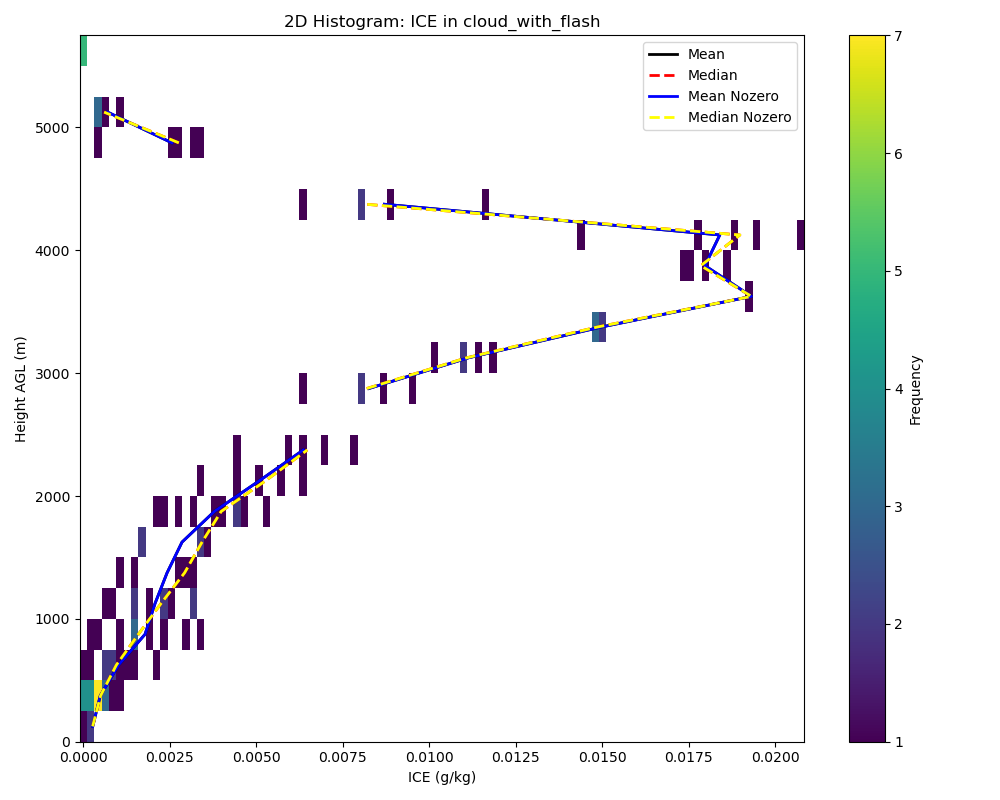 2D Histogram: ICE in cloud_with_flash
Mean
Median
Mean Nozero
Median Nozero
Height AGL (m)
5000
4000
3000
2000
1000
0
0.0000 0.0025 0.0050 0.0075 0.0100 0.0125 0.0150 0.0175 0.0200
ICE (g/kg)
7
6
5
4
3
2
1
Frequency